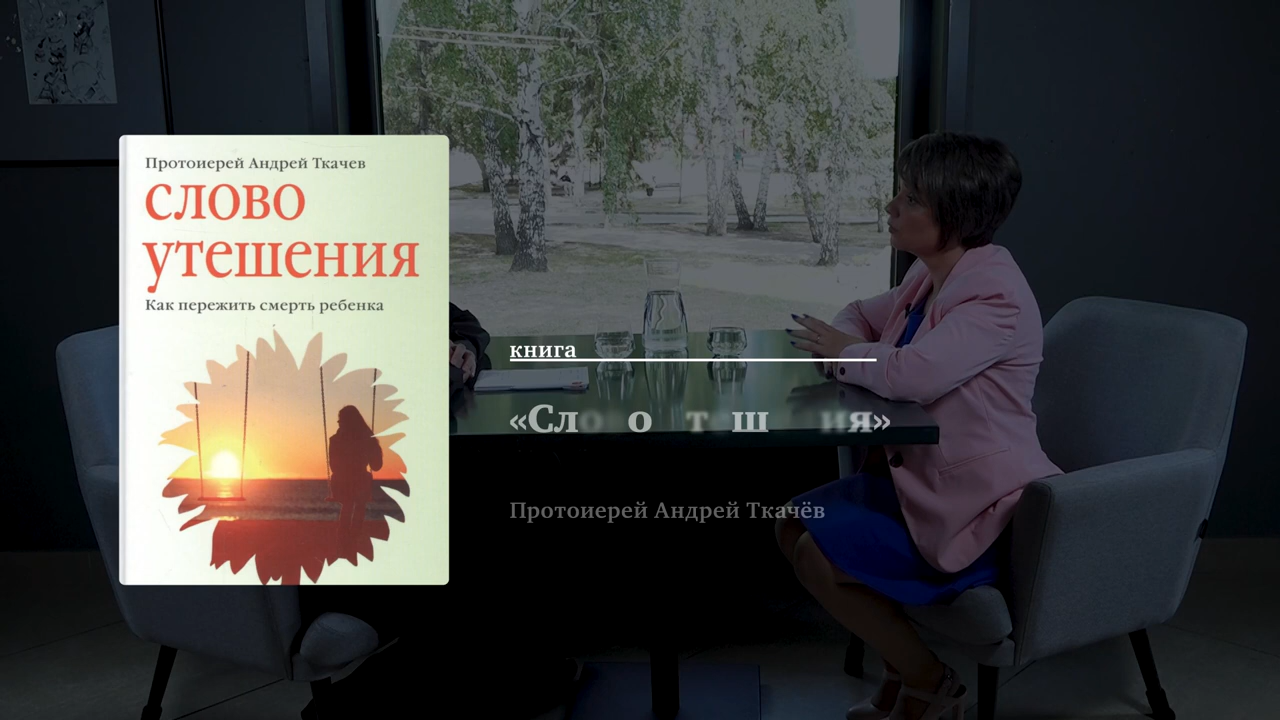 Протоиерей Андрей Ткачев
слово
утешения
Как пережить смерть ребенка
книга
Протоиерей Андрей Ткачёв